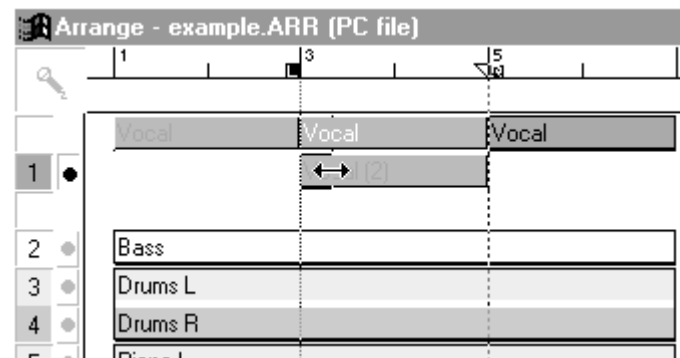 Arrange - example.ARR (PC file)
1 3 5
Vocal Vocal Vocal
1 Vocal (2)
2 Bass
3 Drums L
4 Drums R